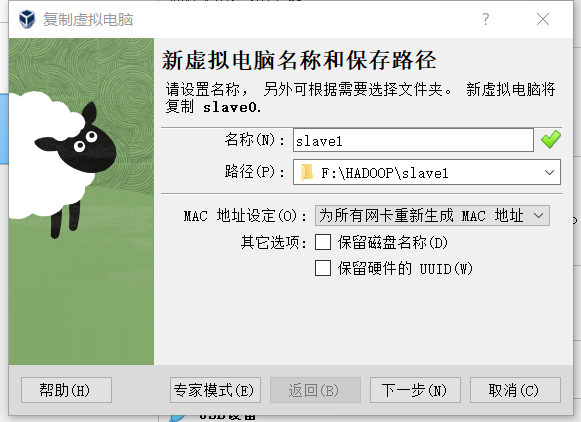 复制虚拟电脑
?
新虚拟电脑名称和保存路径
请设置名称，另外可根据需要选择文件夹。 新虚拟电脑将
复制 slave0.
名称(N): slave1
路径(P): F:\HADOOP\slave1
MAC 地址设定(O): 为所有网卡重新生成 MAC 地址
其它选项: 保留磁盘名称(D)
保留硬件的 UUID(W)
帮助(H) 专家模式(E) 返回(B) 下一步(N) 取消(C)